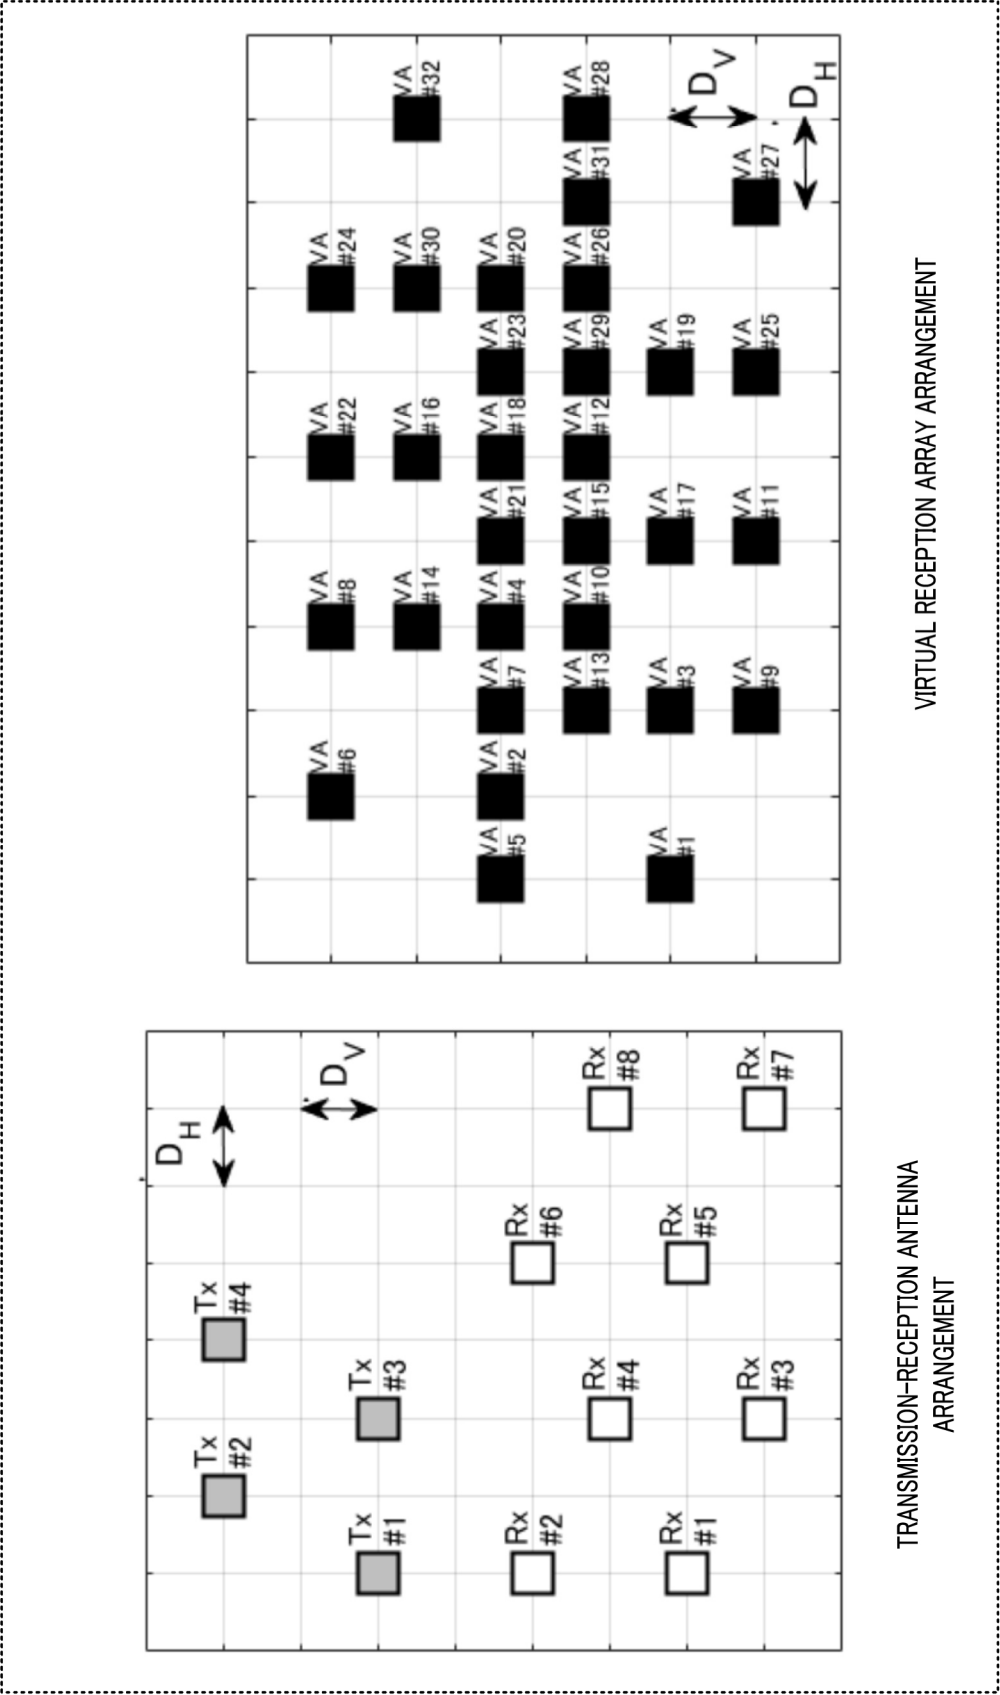 DH
Tx
#2
Tx
#4
DV
Tx
#1
Tx
#3
Rx
#2
Rx
#6
Rx
#4
Rx
#8
Rx
#1
Rx
#5
Rx
#3
Rx
#7
TRANSMISSION-RECEPTION ANTENNA
ARRANGEMENT
VA
#6
VA
#8
VA
#22
VA
#24
VA
#14
VA
#16
VA
#30
VA
#32
VA
#5
VA
#2
VA
#7
VA
#4
VA
#21
VA
#18
VA
#23
VA
#20
VA
#13
VA
#10
VA
#15
VA
#12
VA
#29
VA
#26
VA
#31
VA
#28
VA
#1
VA
#3
VA
#17
VA
#19
DV
VA
#9
VA
#11
VA
#25
VA
#27
DH
VIRTUAL RECEPTION ARRAY ARRANGEMENT